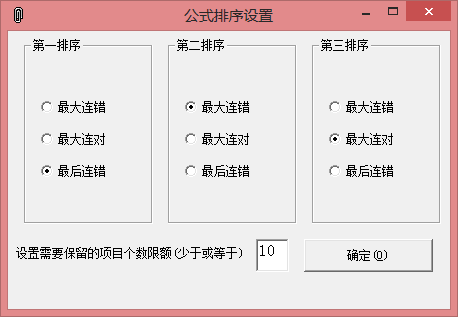 公式排序设置
第一排序 第二排序 第三排序
最大连错 最大连错 最大连错
最大连对 最大连对 最大连对
最后连错 最后连错 最后连错
设置需要保留的项目个数限额(少于或等于) 10 确定(O)